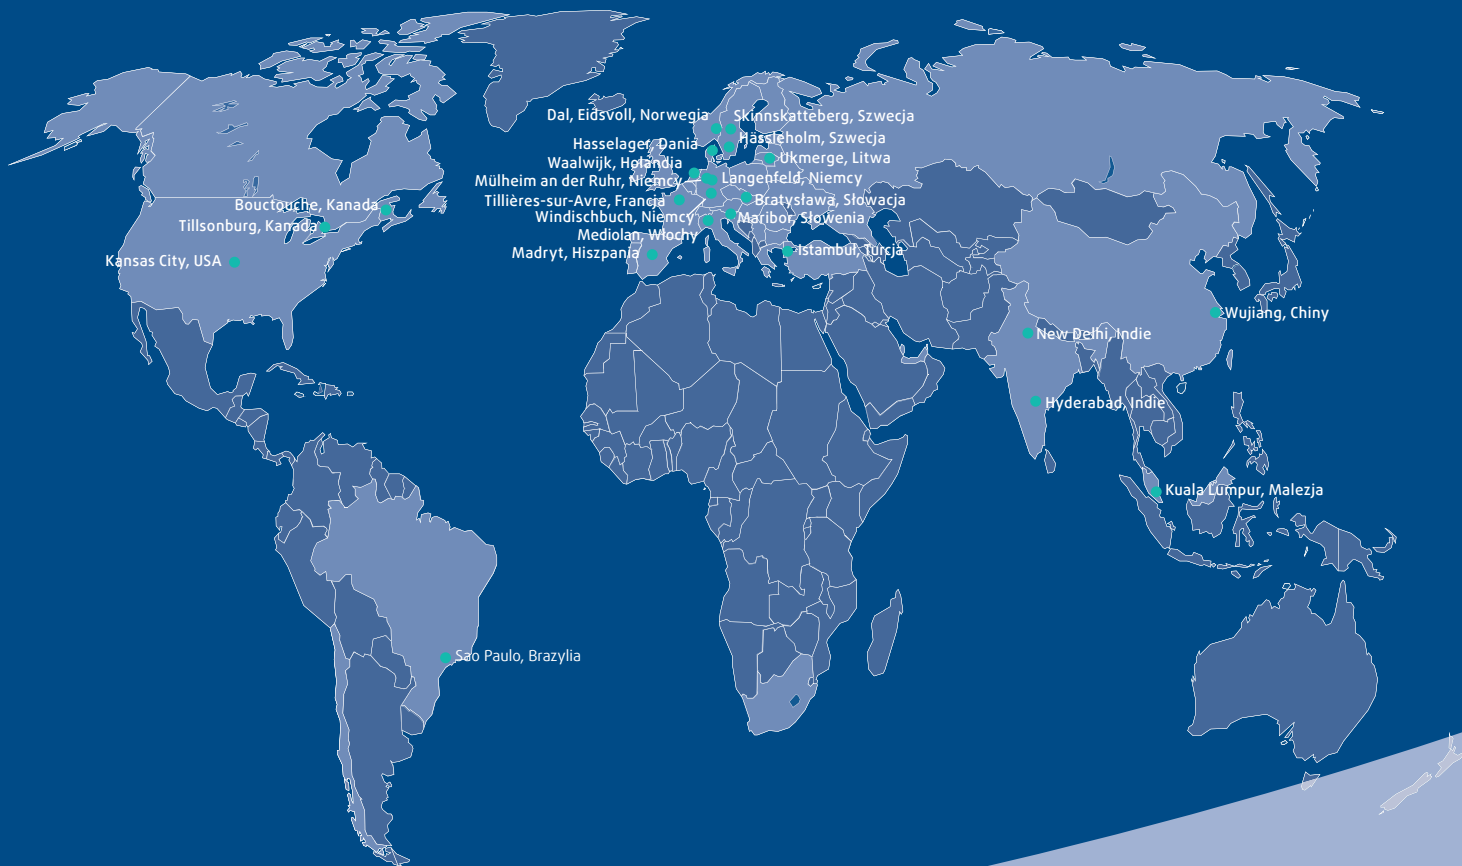 Dal, Eidsvoll, Norwegia
Skinnskatteberg, Szwecja
Hässleholm, Szwecja
Hasselager, Dania
Ukmerge, Litwa
Waalwijk, Holandia
Mülheim an der Ruhr, Niemcy
Langenfeld, Niemcy
Tillières-sur-Avre, Francja
Bratysława, Słowacja
Windischbuch, Niemcy
Maribor, Słowenia
Mediolan, Włochy
Madryt, Hiszpania
Istambuł, Turcja
Bouctouche, Kanada
Tillsonburg, Kanada
Kansas City, USA
Wujiang, Chiny
New Delhi, Indie
Hyderabad, Indie
Kuala Lumpur, Malezja
Sao Paulo, Brazylia